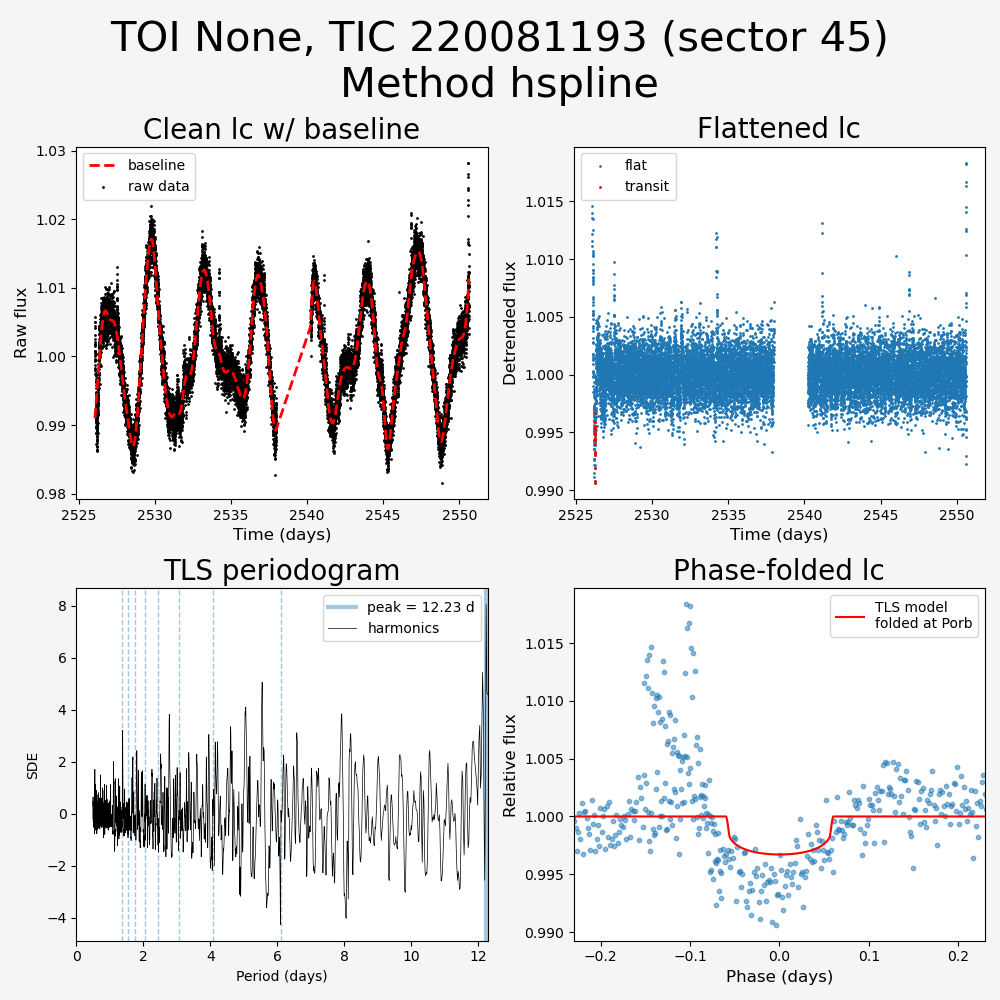 TOI None, TIC 220081193 (sector 45)
Method hspline
Clean lc w/ baseline
Flattened lc
1.03
1.02
1.01
1.00
0.99
0.98
Raw flux
baseline
raw data
2525
2530
2535
2540
2545
2550
Time (days)
1.015
1.010
1.005
1.000
0.995
0.990
Detrended flux
flat
transit
2525
2530
2535
2540
2545
2550
Time (days)
TLS periodogram
Phase-folded lc
8
6
4
2
0
−2
−4
SDE
peak = 12.23 d
harmonics
0
2
4
6
8
10
12
Period (days)
1.015
1.010
1.005
1.000
0.995
0.990
Relative flux
TLS model
folded at Porb
−0.2
−0.1
0.0
0.1
0.2
Phase (days)